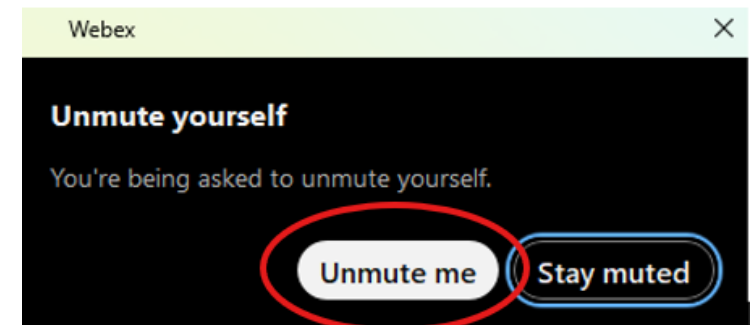 Webex
Unmute yourself
You're being asked to unmute yourself.
Unmute me Stay muted